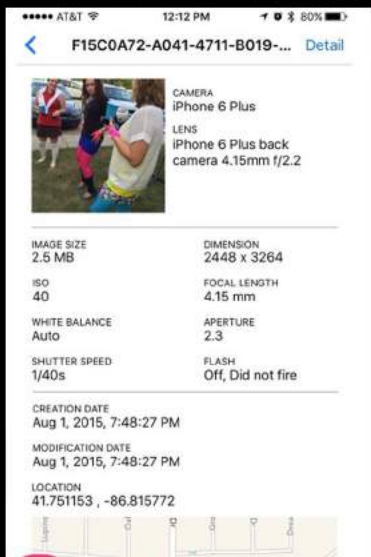 AT&T 12:12 PM 80%
F15C0A72-A041-4711-B019-... Detail
CAMERA
iPhone 6 Plus
LENS
iPhone 6 Plus back
camera 4.15mm f/2.2
IMAGE SIZE DIMENSION
2.5 MB 2448 x 3264
ISO FOCAL LENGTH
40 4.15 mm
WHITE BALANCE APERTURE
Auto 2.3
SHUTTER SPEED FLASH
1/40s Off, Did not fire
CREATION DATE
Aug 1, 2015, 7:48:27 PM
MODIFICATION DATE
Aug 1, 2015, 7:48:27 PM
LOCATION
41.751153 , -86.815772